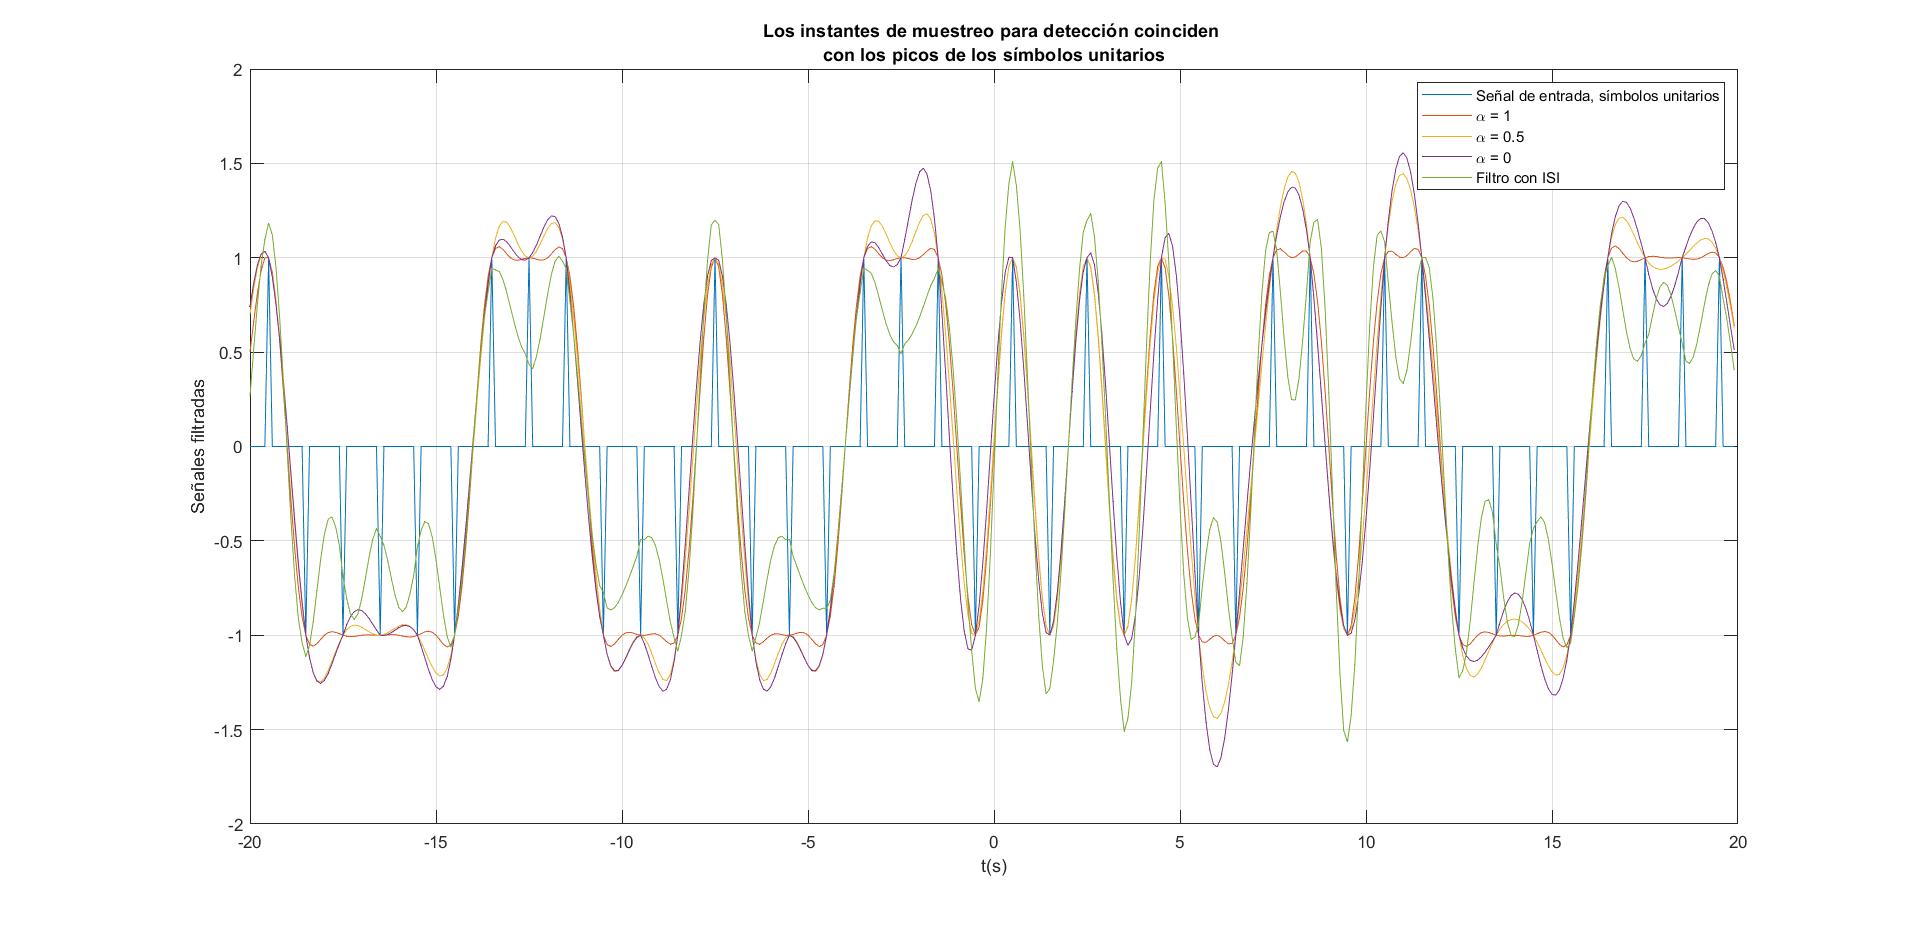 Los instantes de muestreo para detección coinciden
con los picos de los símbolos unitarios
Señal de entrada, símbolos unitarios
α = 1
α = 0.5
α = 0
Filtro con ISI
2
1.5
1
0.5
0
-0.5
-1
-1.5
-2
Señales filtradas
-20 -15 -10 -5 0 5 10 15 20
t(s)